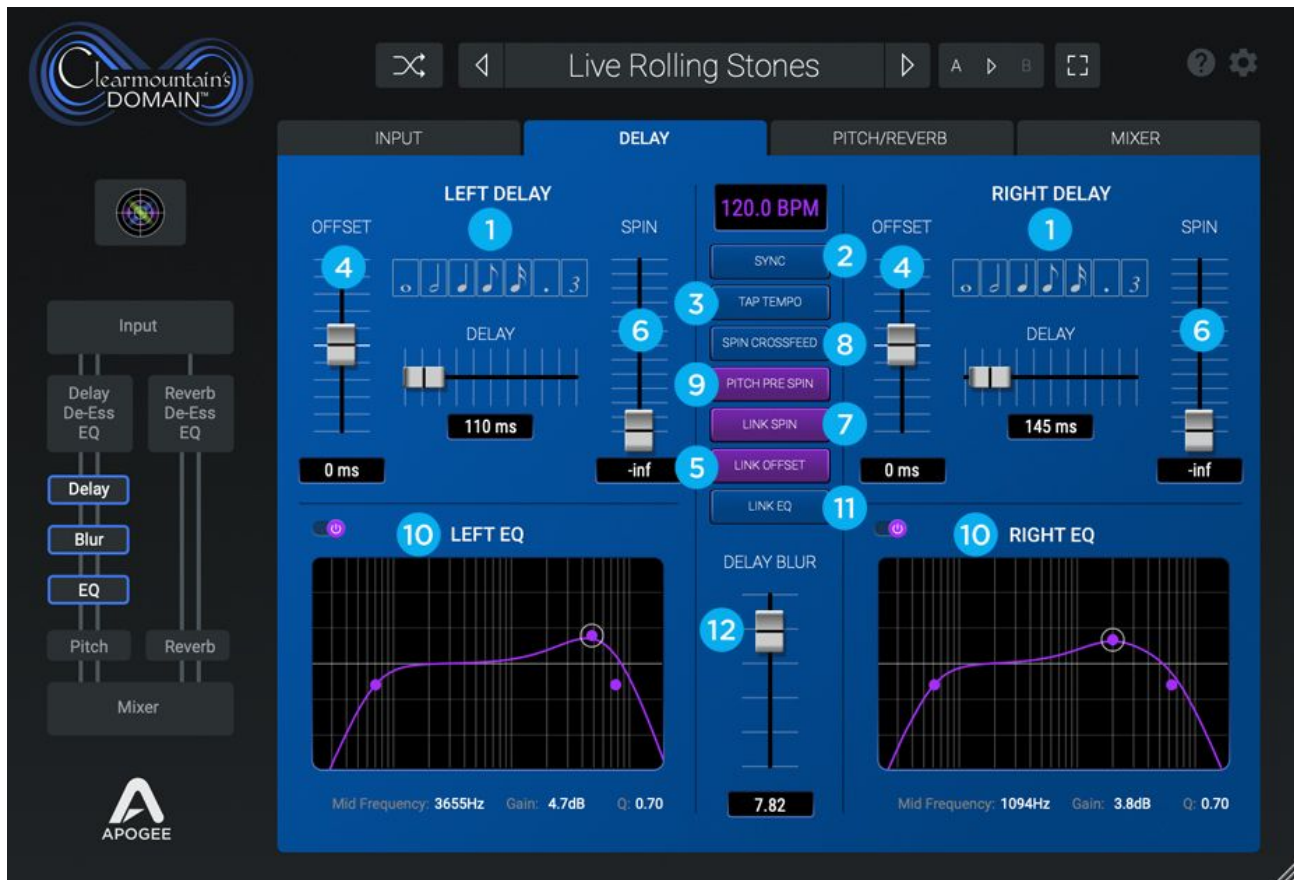 Clearmountain's
DOMAIN™
Live Rolling Stones
A B
?
INPUT DELAY PITCH/REVERB MIXER
LEFT DELAY
1
OFFSET
4
SPIN
6
. 3
DELAY
110 ms
0 ms
-inf
120.0 BPM
SYNC 2
3 TAP TEMPO
SPIN CROSSFEED 8
9 PITCH PRE SPIN
LINK SPIN 7
5 LINK OFFSET
LINK EQ 11
RIGHT DELAY
1
OFFSET
4
SPIN
6
. 3
DELAY
145 ms
0 ms
-inf
Input
Delay
De-Ess
EQ
Reverb
De-Ess
EQ
Delay
Blur
EQ
Pitch Reverb
Mixer
APOGEE
10 LEFT EQ
Mid Frequency: 3655Hz Gain: 4.7dB Q: 0.70
DELAY BLUR
12
7.82
10 RIGHT EQ
Mid Frequency: 1094Hz Gain: 3.8dB Q: 0.70